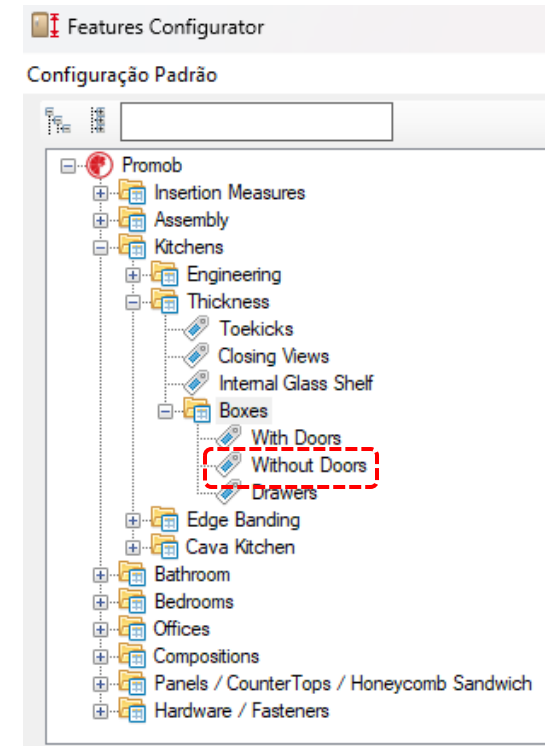 Features Configurator
Configuração Padrão
Promob
Insertion Measures
Assembly
Kitchens
Engineering
Thickness
Toekicks
Closing Views
Internal Glass Shelf
Boxes
With Doors
Without Doors
Drawers
Edge Banding
Cava Kitchen
Bathroom
Bedrooms
Offices
Compositions
Panels / CounterTops / Honeycomb Sandwich
Hardware / Fasteners